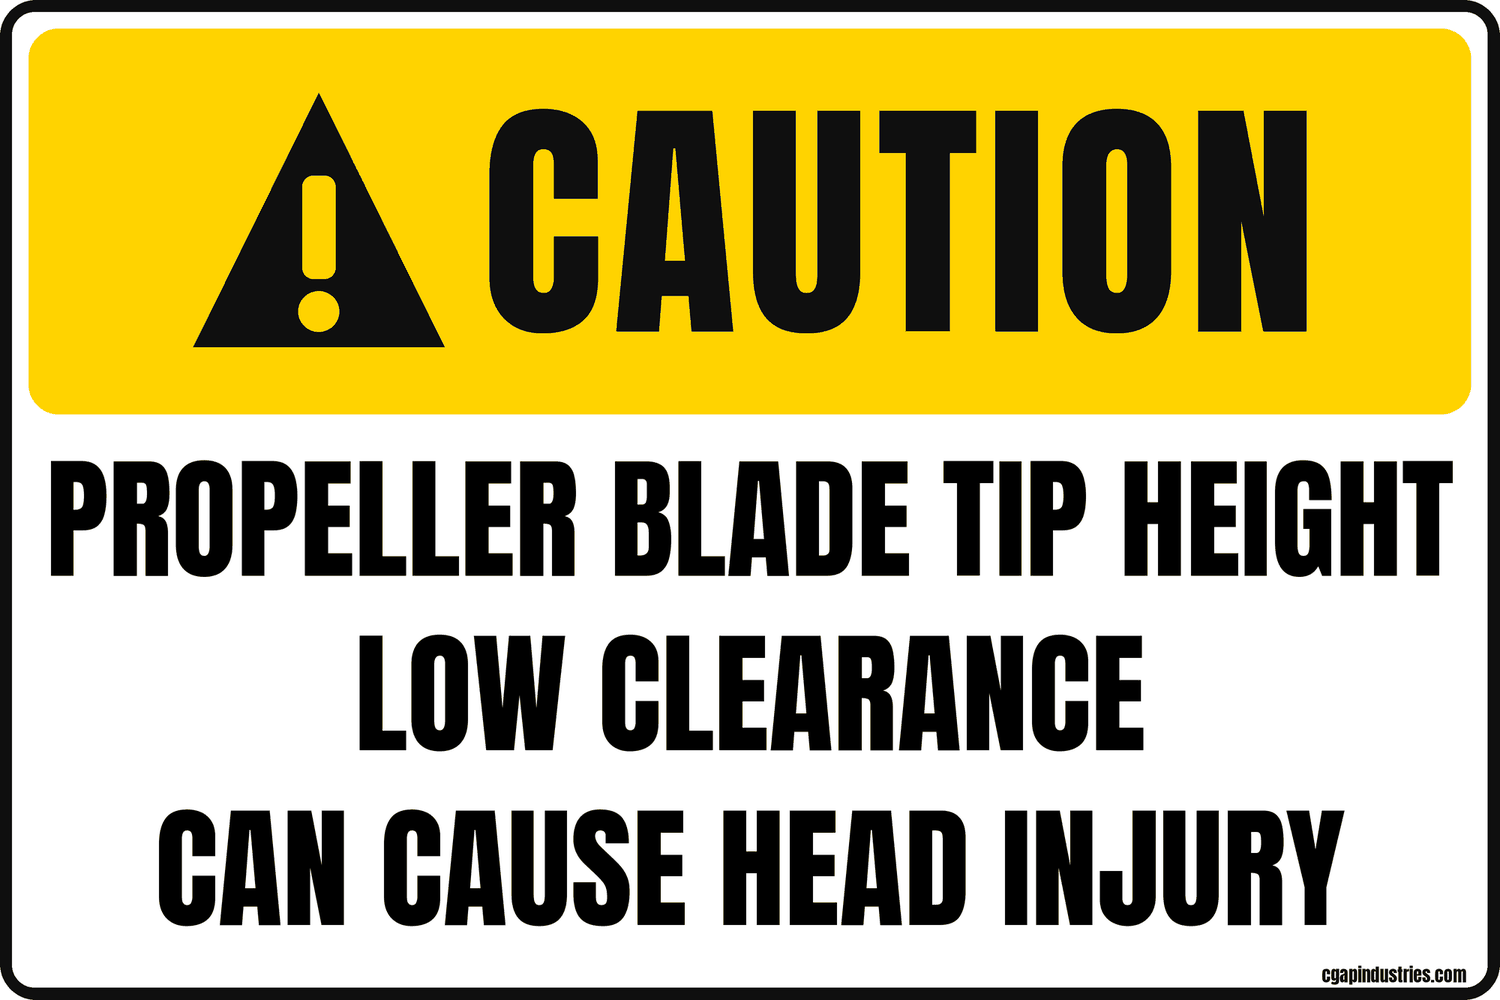 CAUTION
PROPELLER BLADE TIP HEIGHT
LOW CLEARANCE
CAN CAUSE HEAD INJURY
cgapindustries.com